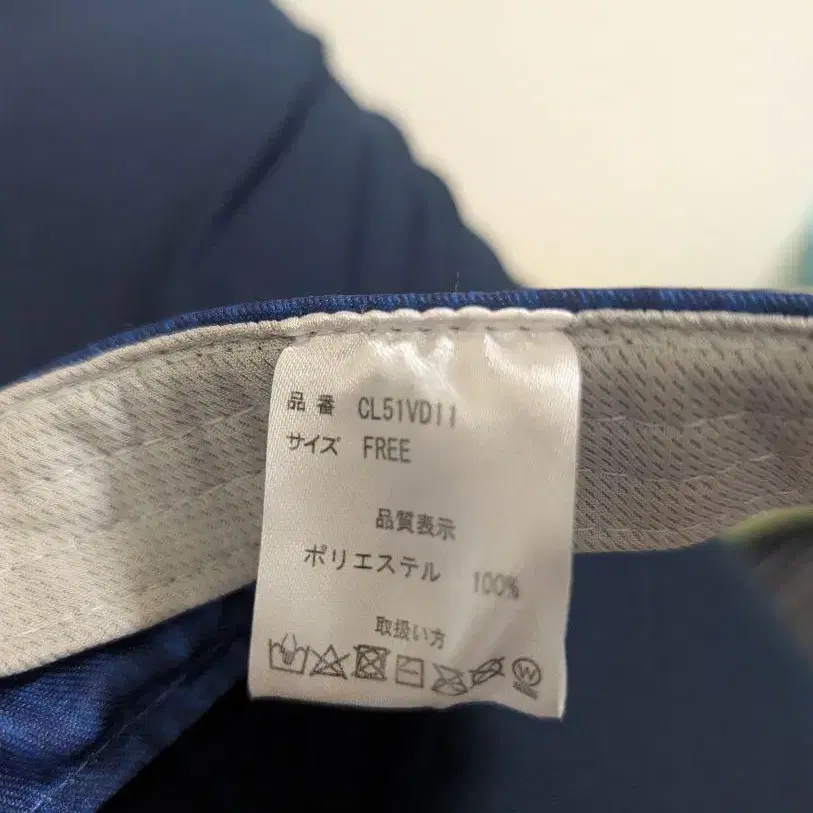 品番 CL51VD11
サイズ FREE
品質表示
ポリエステル 100%
取扱い方
W